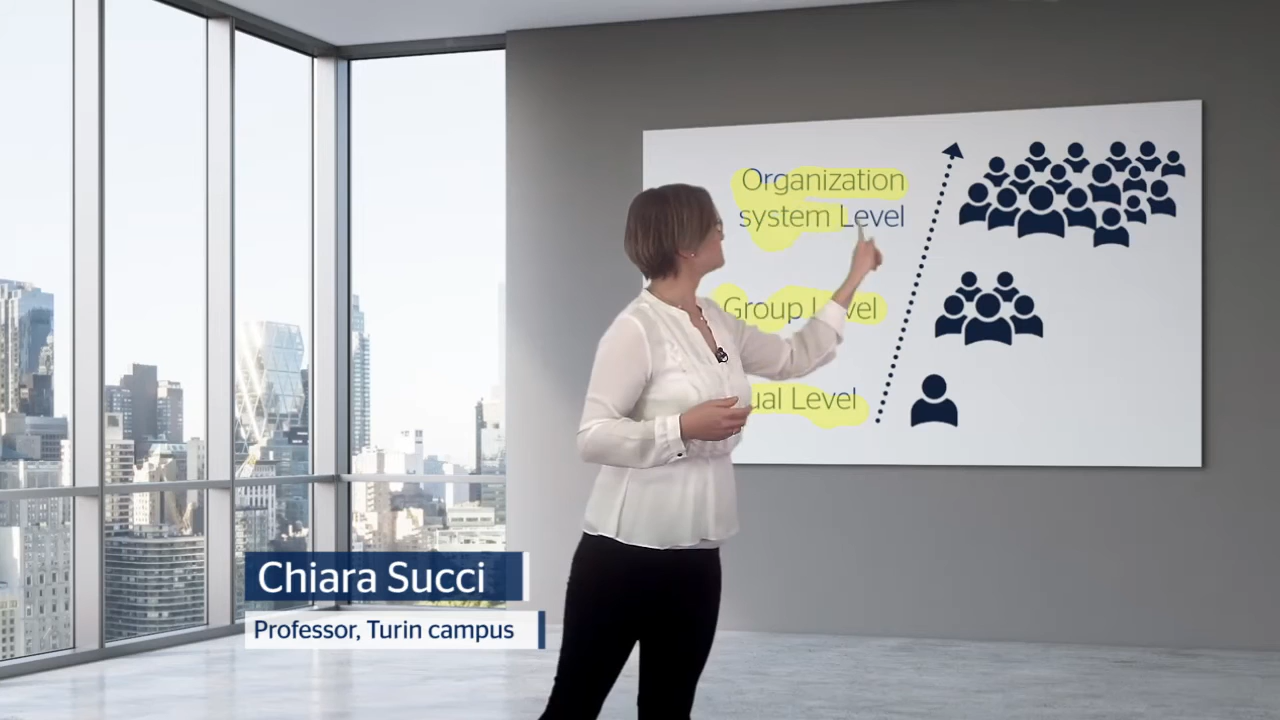 Organization
system Level
Group Level
ual Level
Chiara Succi
Professor, Turin campus